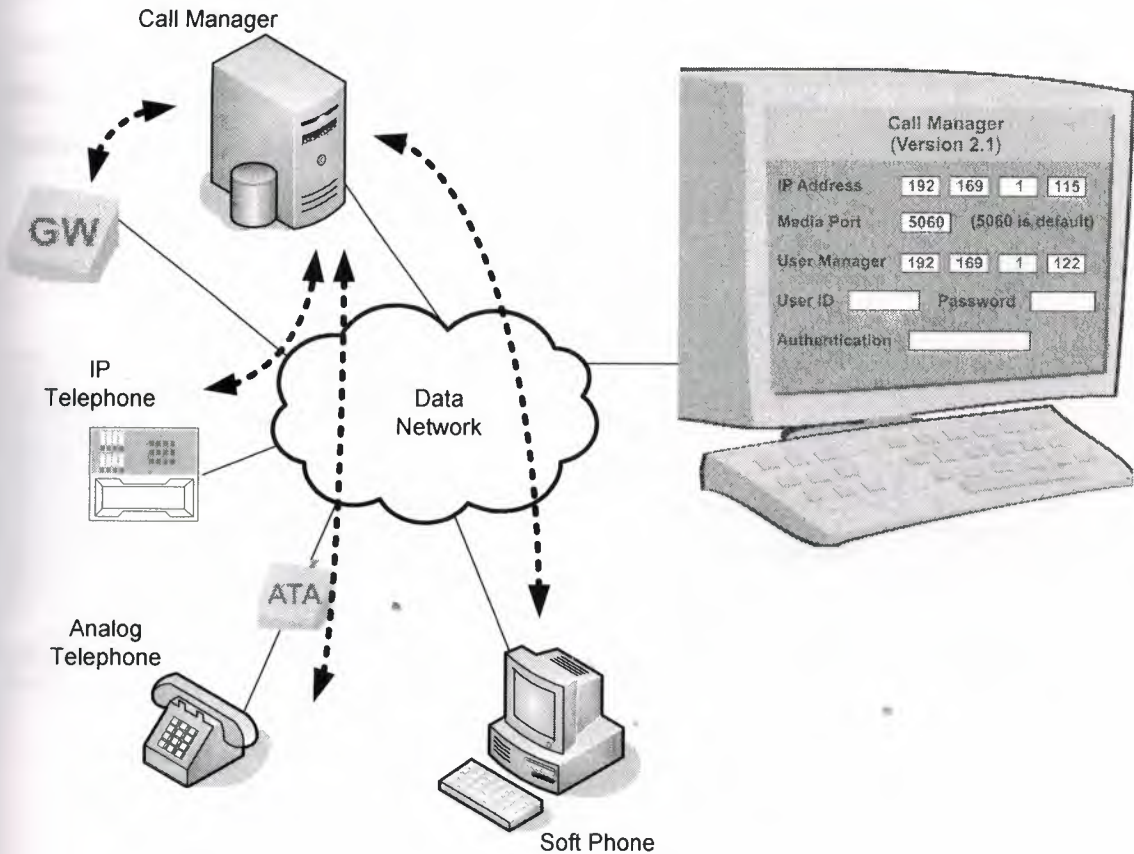 Call Manager
GW
IP
Telephone
Data
Network
ATA
Analog
Telephone
Soft Phone
Call Manager
(Version 2.1)
IP Address 192 169 1 115
Media Port 5060 (5060 is default)
User Manager 192 169 1 122
User ID Password
Authentication